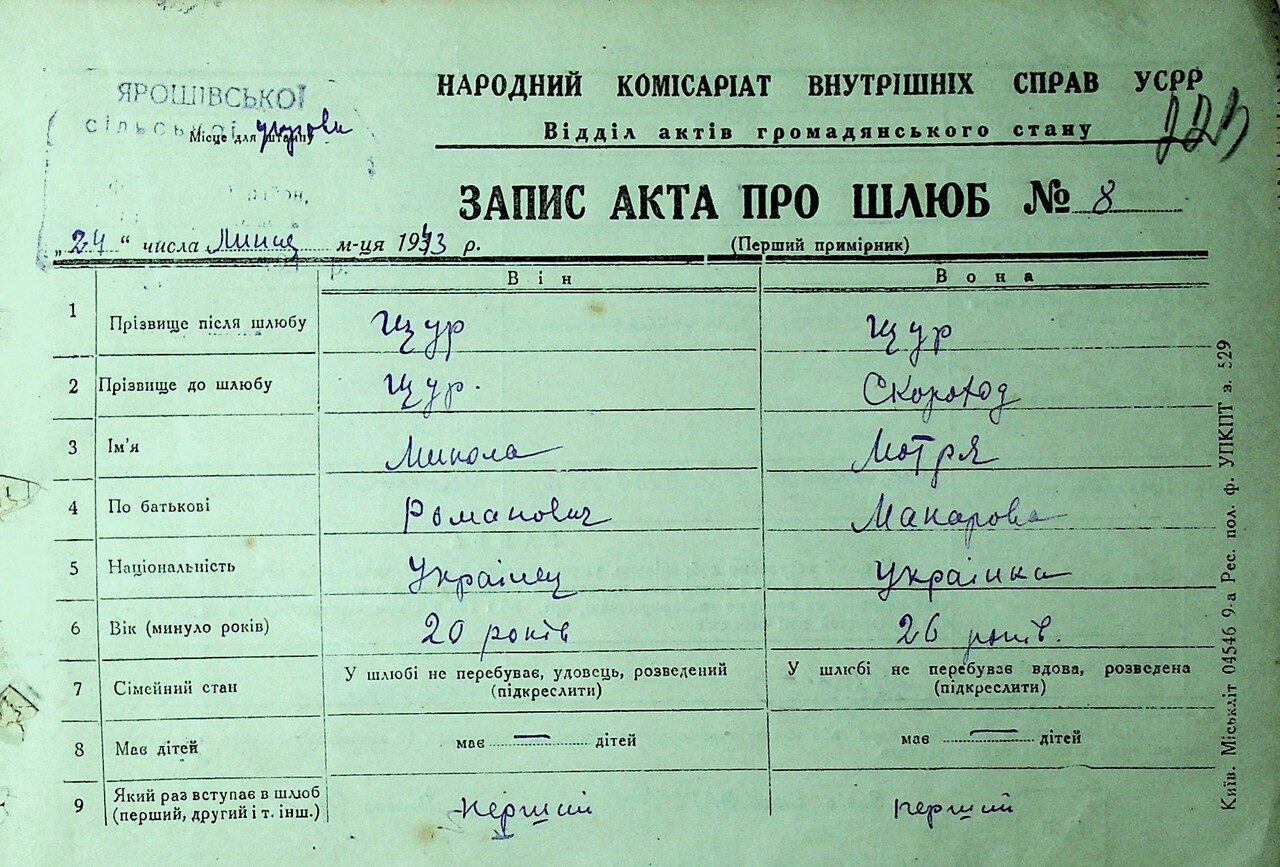 ЯРОШІВСЬКОЇ
СІЛЬСЬКОЇ управи
Місце для штампу
НАРОДНИЙ КОМІСАРІАТ ВНУТРІШНІХ СПРАВ УСРР
Відділ актів громадянського стану
ЗАПИС АКТА ПРО ШЛЮБ № 8
„24“ числа Липця м-ця 1943 р. (Перший примірник)
Він Вона
1 Прізвище після шлюбу Щур Щур
2 Прізвище до шлюбу Щур. Скороход
3 Ім'я Микола Мотря
4 По батькові Романович Макарова
5 Національність Українец Українка
6 Вік (минуло років) 20 років 26 років.
7 Сімейний стан У шлюбі не перебуває, удовець, розведений (підкреслити) У шлюбі не перебуває вдова, розведена (підкреслити)
8 Має дітей має — дітей має — дітей
9 Який раз вступає в шлюб (перший, другий і т. інш.) перший перший
Київ. Міськліт 04546 9-а Рес. пол. ф. УПКПТ з. 529